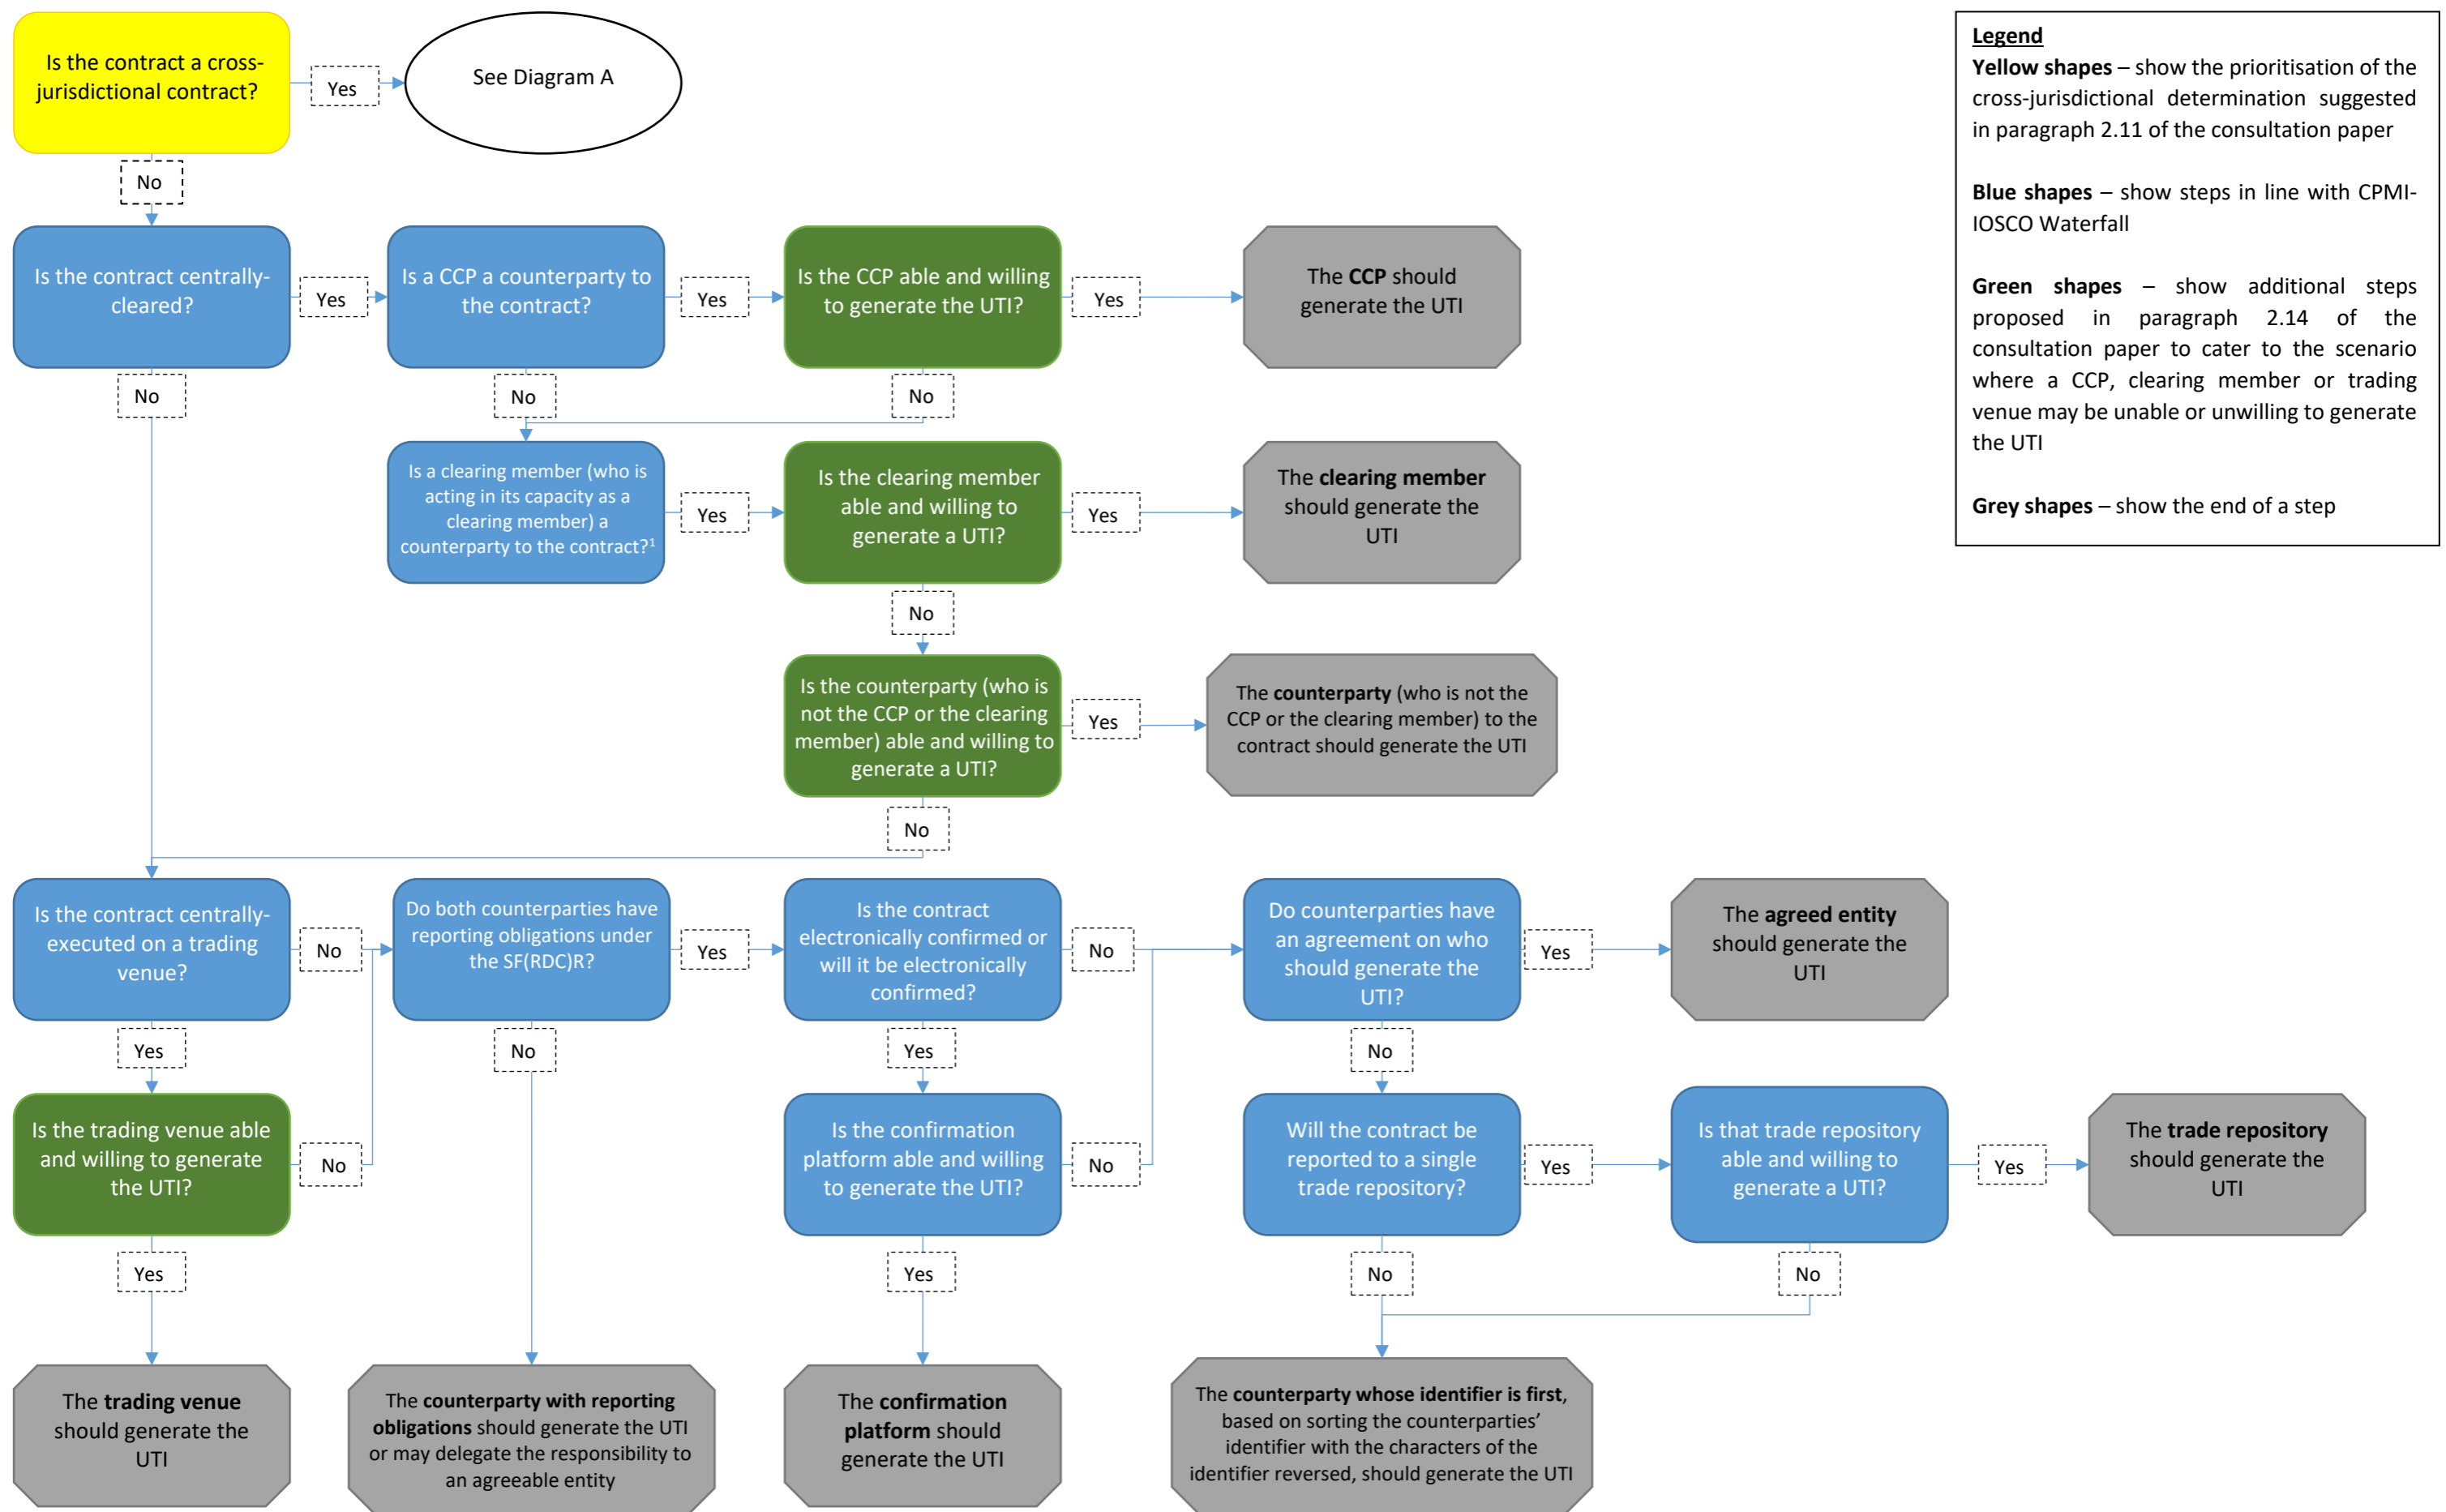 Is the contract a cross-
jurisdictional contract?
Yes
See Diagram A
No
Legend
Yellow shapes – show the prioritisation of the
cross-jurisdictional determination suggested
in paragraph 2.11 of the consultation paper
Blue shapes – show steps in line with CPMI-
IOSCO Waterfall
Green shapes – show additional steps
proposed in paragraph 2.14 of the
consultation paper to cater to the scenario
where a CCP, clearing member or trading
venue may be unable or unwilling to generate
the UTI
Grey shapes – show the end of a step
Is the contract centrally-
cleared?
Yes
Is a CCP a counterparty to
the contract?
Yes
Is the CCP able and willing
to generate the UTI?
Yes
The CCP should
generate the UTI
No
No
No
Is a clearing member (who is
acting in its capacity as a
clearing member) a
counterparty to the contract?1
Yes
Is the clearing member
able and willing to
generate a UTI?
Yes
The clearing member
should generate the
UTI
No
Is the counterparty (who is
not the CCP or the clearing
member) able and willing to
generate a UTI?
Yes
The counterparty (who is not the
CCP or the clearing member) to the
contract should generate the UTI
No
Is the contract centrally-
executed on a trading
venue?
No
Do both counterparties have
reporting obligations under
the SF(RDC)R?
Yes
Is the contract
electronically confirmed or
will it be electronically
confirmed?
No
Do counterparties have
an agreement on who
should generate the
UTI?
Yes
The agreed entity
should generate the
UTI
Yes
No
Yes
No
Is the trading venue able
and willing to generate
the UTI?
No
Is the confirmation
platform able and willing
to generate the UTI?
No
Will the contract be
reported to a single
trade repository?
Yes
Is that trade repository
able and willing to
generate a UTI?
Yes
The trade repository
should generate the
UTI
Yes
Yes
No
No
The trading venue
should generate the
UTI
The counterparty with reporting
obligations should generate the UTI
or may delegate the responsibility to
an agreeable entity
The confirmation
platform should
generate the UTI
The counterparty whose identifier is first,
based on sorting the counterparties’
identifier with the characters of the
identifier reversed, should generate the UTI